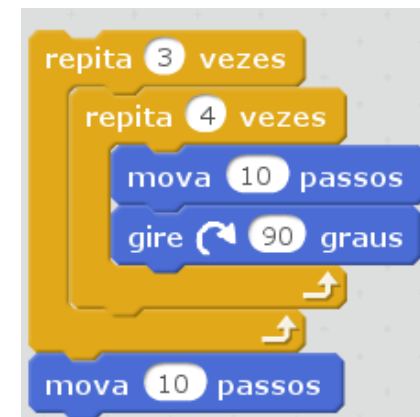 repita 3 vezes
repita 4 vezes
mova 10 passos
gire 90 graus
mova 10 passos